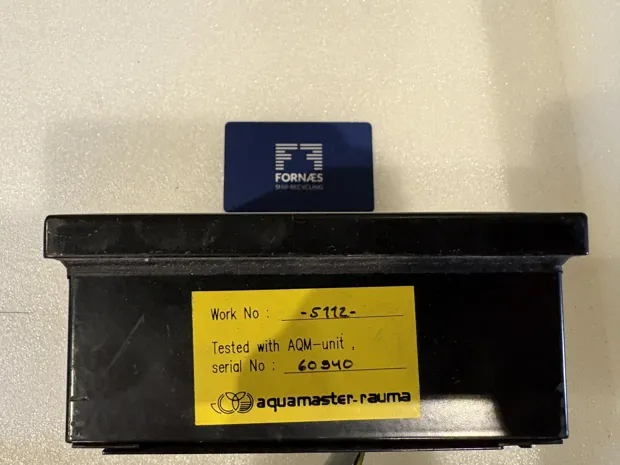 FORNÆS
SHIP RECYCLING
Work No : -5112-
Tested with AQM-unit ,
serial No : 60940
aquamaster-rauma